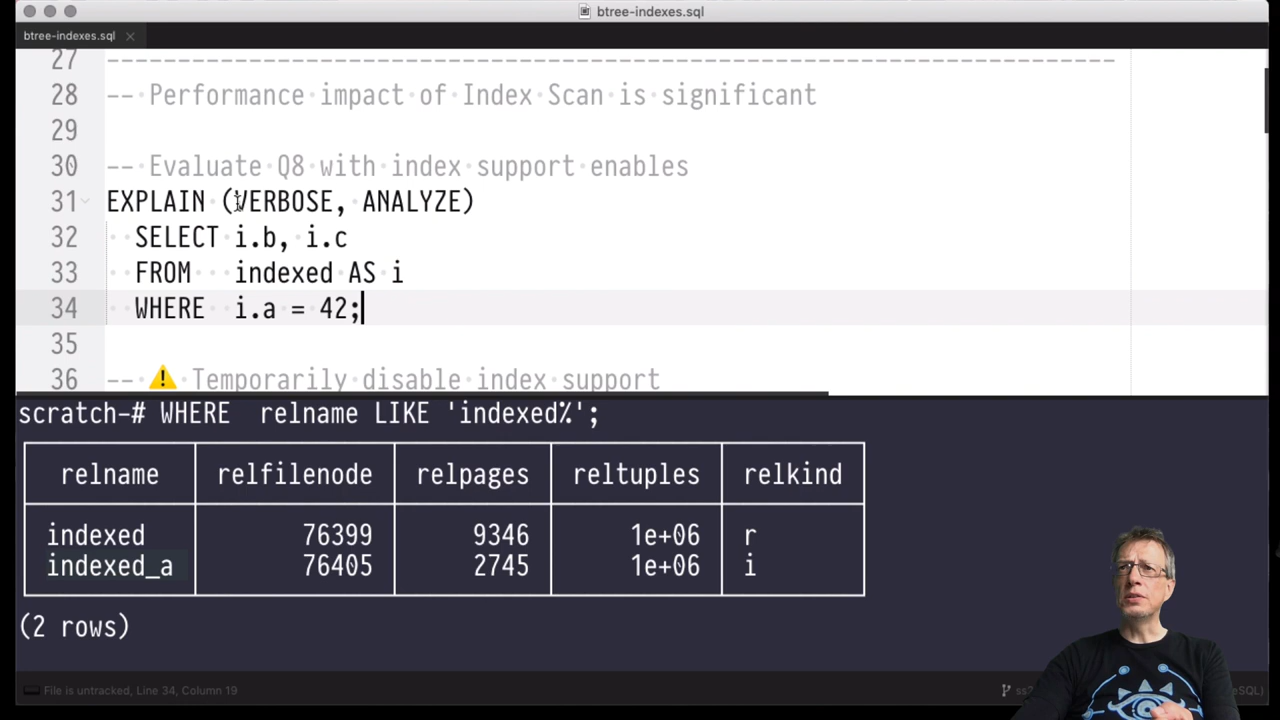 btree-indexes.sql
btree-indexes.sql ×
27 --------------------------------------------------------------------------------
28 -- Performance impact of Index Scan is significant
29
30 -- Evaluate Q8 with index support enables
31 EXPLAIN (VERBOSE, ANALYZE)
32 SELECT i.b, i.c
33 FROM indexed AS i
34 WHERE i.a = 42;
35
36 -- ⚠️ Temporarily disable index support
scratch-# WHERE relname LIKE 'indexed%';
relname relfilenode relpages reltuples relkind
indexed 76399 9346 1e+06 r
indexed_a 76405 2745 1e+06 i
(2 rows)
File is untracked, Line 34, Column 19